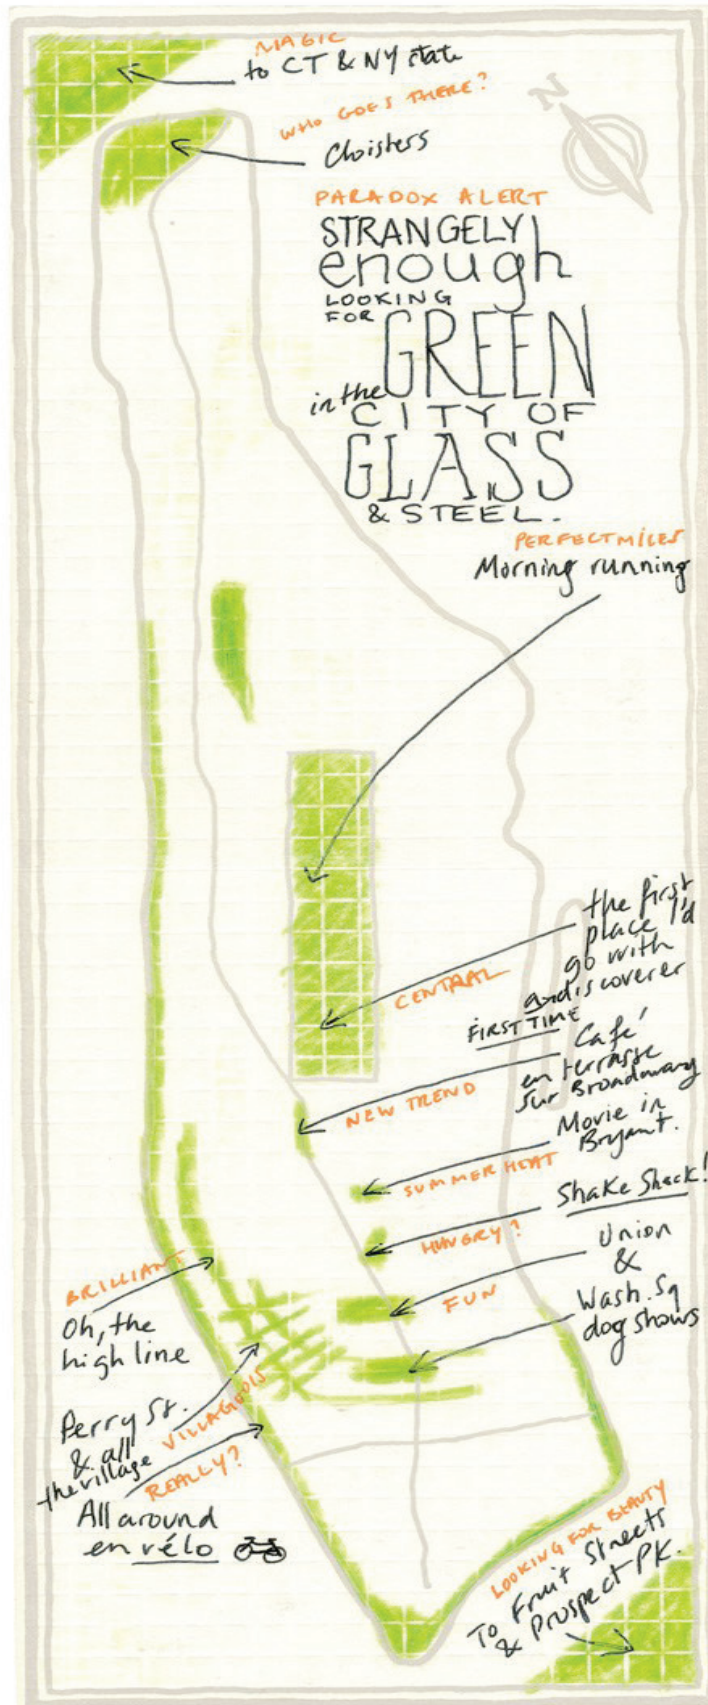 MAGIC
to CT & NY state
WHO GOES THERE?
Cloisters
N
PARADOX ALERT
STRANGELY
enough
LOOKING
FOR GREEN
in the
CITY OF
GLASS
& STEEL.
PERFECT MILES
Morning running
the first
place I'd
go with
a discoverer
FIRST TIME
CENTRAL
Café
en terrasse
sur Broadway
NEW TREND
Movie in
Bryant.
SUMMER HEAT
Shake Shack!
HUNGRY?
Union
&
FUN
Wash. Sq
dog shows
BRILLIANT
Oh, the
high line
Perry St.
& all
the village
VILLAGEOIS
REALLY?
All around
en vélo
LOOKING FOR BEAUTY
To Fruit Streets
& Prospect PK.